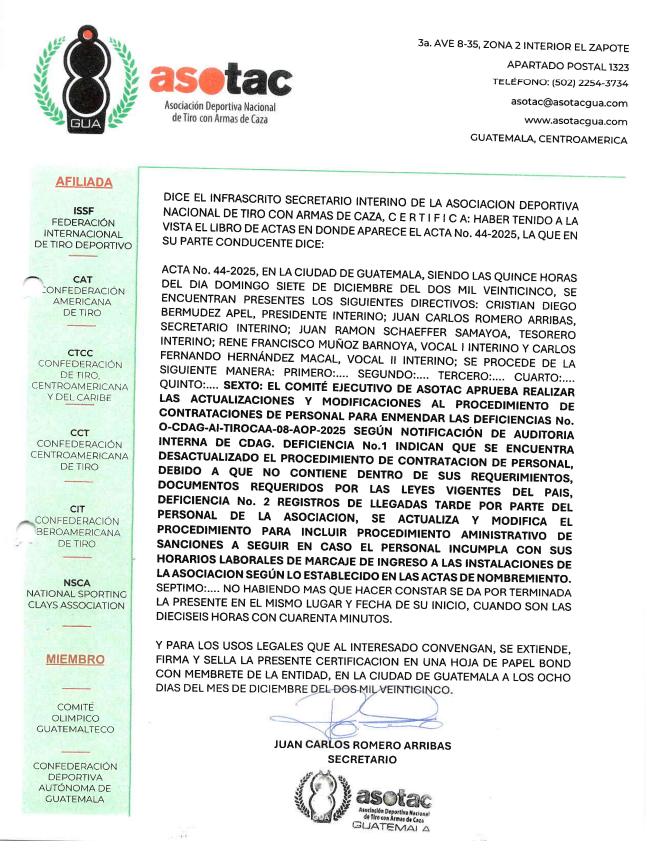 GUA
asotac
Asociación Deportiva Nacional
de Tiro con Armas de Caza
3a. AVE 8-35, ZONA 2 INTERIOR EL ZAPOTE
APARTADO POSTAL 1323
TELÉFONO: (502) 2254-3734
asotac@asotacgua.com
www.asotacgua.com
GUATEMALA, CENTROAMERICA
AFILIADA
ISSF
FEDERACIÓN
INTERNACIONAL
DE TIRO DEPORTIVO
CAT
CONFEDERACIÓN
AMERICANA
DE TIRO
CTCC
CONFEDERACIÓN
DE TIRO,
CENTROAMERICANA
Y DEL CARIBE
CCT
CONFEDERACIÓN
CENTROAMERICANA
DE TIRO
CIT
CONFEDERACIÓN
IBEROAMERICANA
DE TIRO
NSCA
NATIONAL SPORTING
CLAYS ASSOCIATION
MIEMBRO
COMITÉ
OLIMPICO
GUATEMALTECO
CONFEDERACIÓN
DEPORTIVA
AUTÓNOMA DE
GUATEMALA
DICE EL INFRASCRITO SECRETARIO INTERINO DE LA ASOCIACION DEPORTIVA
NACIONAL DE TIRO CON ARMAS DE CAZA, C E R T I F I C A: HABER TENIDO A LA
VISTA EL LIBRO DE ACTAS EN DONDE APARECE EL ACTA No. 44-2025, LA QUE EN
SU PARTE CONDUCENTE DICE:
ACTA No. 44-2025, EN LA CIUDAD DE GUATEMALA, SIENDO LAS QUINCE HORAS
DEL DIA DOMINGO SIETE DE DICIEMBRE DEL DOS MIL VEINTICINCO, SE
ENCUENTRAN PRESENTES LOS SIGUIENTES DIRECTIVOS: CRISTIAN DIEGO
BERMUDEZ APEL, PRESIDENTE INTERINO; JUAN CARLOS ROMERO ARRIBAS,
SECRETARIO INTERINO; JUAN RAMON SCHAEFFER SAMAYOA, TESORERO
INTERINO; RENE FRANCISCO MUÑOZ BARNOYA, VOCAL I INTERINO Y CARLOS
FERNANDO HERNÁNDEZ MACAL, VOCAL II INTERINO; SE PROCEDE DE LA
SIGUIENTE MANERA: PRIMERO:.... SEGUNDO:.... TERCERO:.... CUARTO:....
QUINTO:.... SEXTO: EL COMITÉ EJECUTIVO DE ASOTAC APRUEBA REALIZAR
LAS ACTUALIZACIONES Y MODIFICACIONES AL PROCEDIMIENTO DE
CONTRATACIONES DE PERSONAL PARA ENMENDAR LAS DEFICIENCIAS No.
O-CDAG-AI-TIROCAA-08-AOP-2025 SEGÚN NOTIFICACIÓN DE AUDITORIA
INTERNA DE CDAG. DEFICIENCIA No.1 INDICAN QUE SE ENCUENTRA
DESACTUALIZADO EL PROCEDIMIENTO DE CONTRATACION DE PERSONAL,
DEBIDO A QUE NO CONTIENE DENTRO DE SUS REQUERIMIENTOS,
DOCUMENTOS REQUERIDOS POR LAS LEYES VIGENTES DEL PAIS,
DEFICIENCIA No. 2 REGISTROS DE LLEGADAS TARDE POR PARTE DEL
PERSONAL DE LA ASOCIACION, SE ACTUALIZA Y MODIFICA EL
PROCEDIMIENTO PARA INCLUIR PROCEDIMIENTO AMINISTRATIVO DE
SANCIONES A SEGUIR EN CASO EL PERSONAL INCUMPLA CON SUS
HORARIOS LABORALES DE MARCAJE DE INGRESO A LAS INSTALACIONES DE
LA ASOCIACION SEGÚN LO ESTABLECIDO EN LAS ACTAS DE NOMBREMIENTO.
SEPTIMO:.... NO HABIENDO MAS QUE HACER CONSTAR SE DA POR TERMINADA
LA PRESENTE EN EL MISMO LUGAR Y FECHA DE SU INICIO, CUANDO SON LAS
DIECISEIS HORAS CON CUARENTA MINUTOS.
Y PARA LOS USOS LEGALES QUE AL INTERESADO CONVENGAN, SE EXTIENDE,
FIRMA Y SELLA LA PRESENTE CERTIFICACION EN UNA HOJA DE PAPEL BOND
CON MEMBRETE DE LA ENTIDAD, EN LA CIUDAD DE GUATEMALA A LOS OCHO
DIAS DEL MES DE DICIEMBRE DEL DOS MIL VEINTICINCO.
JUAN CARLOS ROMERO ARRIBAS
SECRETARIO
GUA
asotac
Asociación Deportiva Nacional
de Tiro con Armas de Caza
GUATEMALA